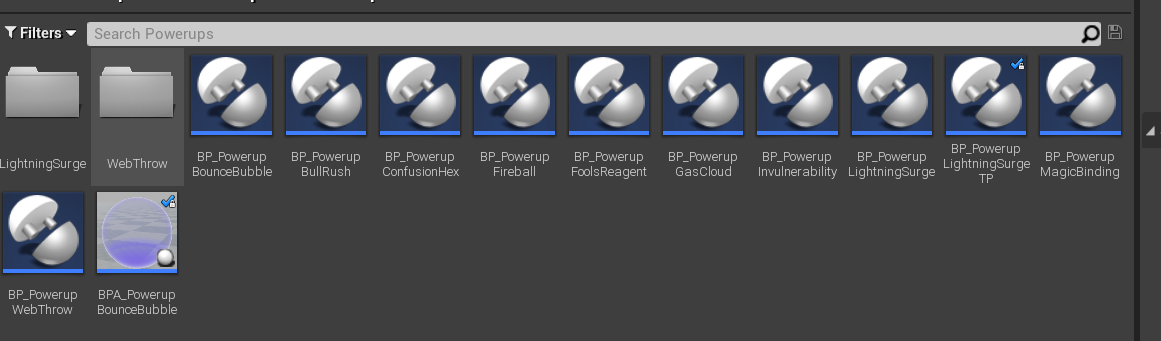 Filters
Search Powerups
LightningSurge
WebThrow
BP_Powerup
BounceBubble
BP_Powerup
BullRush
BP_Powerup
ConfusionHex
BP_Powerup
Fireball
BP_Powerup
FoolsReagent
BP_Powerup
GasCloud
BP_Powerup
Invulnerability
BP_Powerup
LightningSurge
BP_Powerup
LightningSurge
TP
BP_Powerup
MagicBinding
BP_Powerup
WebThrow
BPA_Powerup
BounceBubble